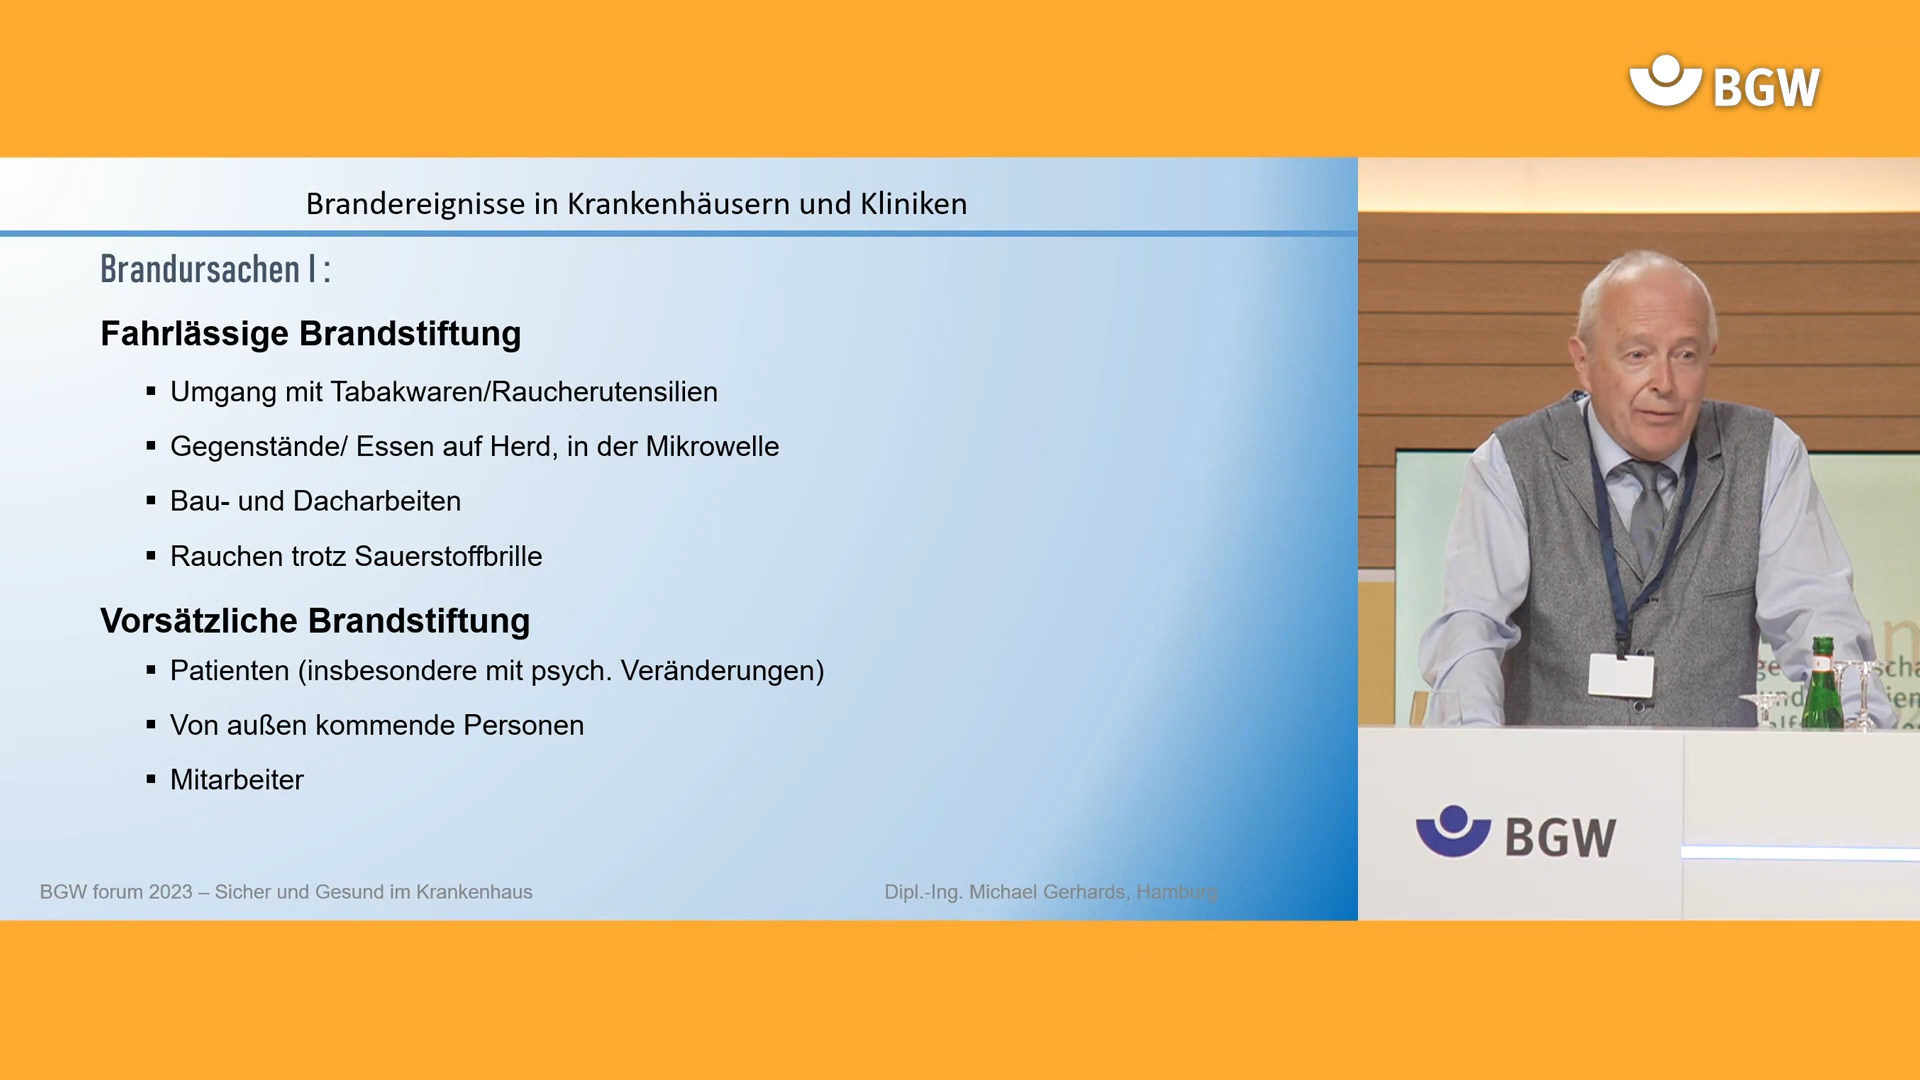 BGW
Brandereignisse in Krankenhäusern und Kliniken
Brandursachen I :
Fahrlässige Brandstiftung
▪ Umgang mit Tabakwaren/Raucherutensilien
▪ Gegenstände/ Essen auf Herd, in der Mikrowelle
▪ Bau- und Dacharbeiten
▪ Rauchen trotz Sauerstoffbrille
Vorsätzliche Brandstiftung
▪ Patienten (insbesondere mit psych. Veränderungen)
▪ Von außen kommende Personen
▪ Mitarbeiter
BGW forum 2023 – Sicher und Gesund im Krankenhaus
Dipl.-Ing. Michael Gerhards, Hamburg
BGW